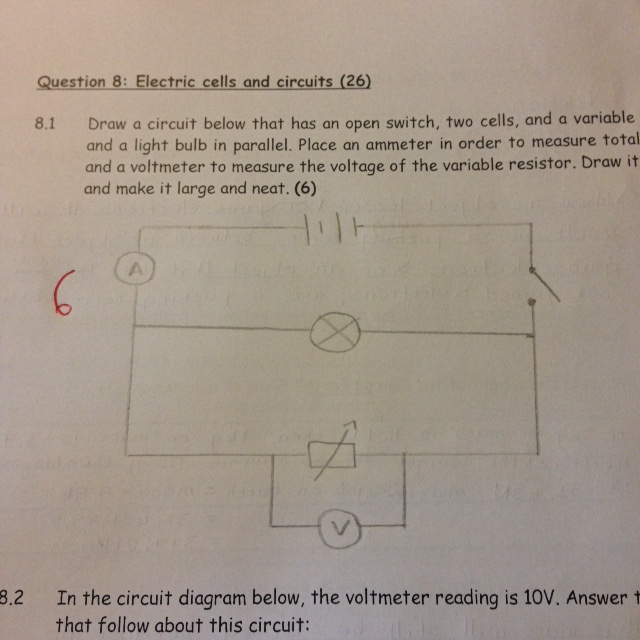 Question 8: Electric cells and circuits (26)
8.1 Draw a circuit below that has an open switch, two cells, and a variable
and a light bulb in parallel. Place an ammeter in order to measure total
and a voltmeter to measure the voltage of the variable resistor. Draw it
and make it large and neat. (6)
A
6
V
8.2 In the circuit diagram below, the voltmeter reading is 10V. Answer t
that follow about this circuit: